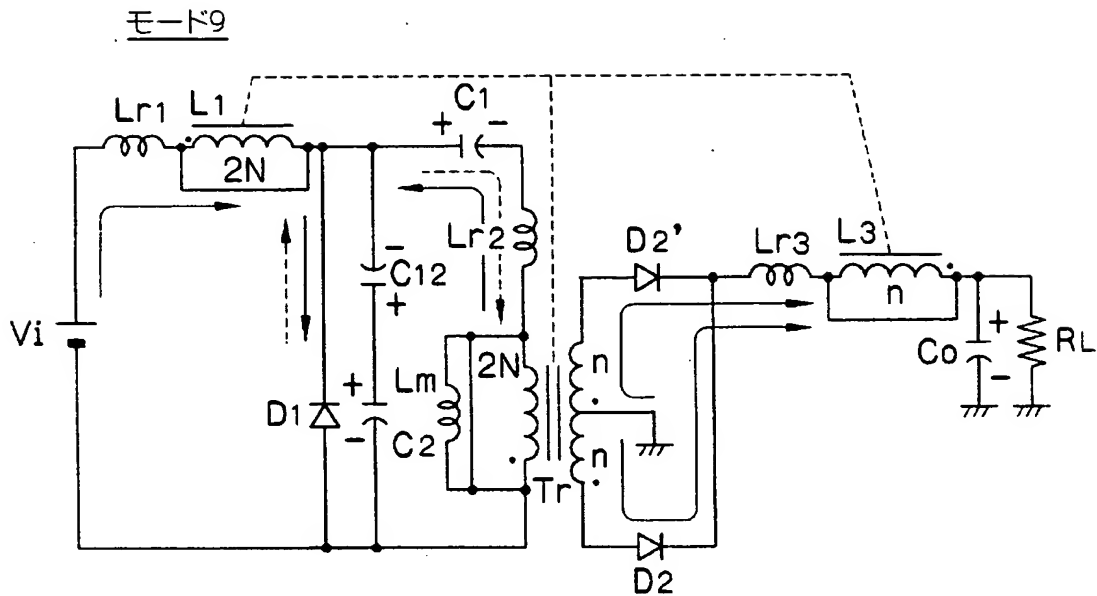 モード9
Lr1
L1
2N
C1
+ -
Lr2
-
C12
+
Vi
D1
+
-
C2
Lm
2N
Tr
n
n
D2'
D2
Lr3
L3
n
Co
+
-
RL